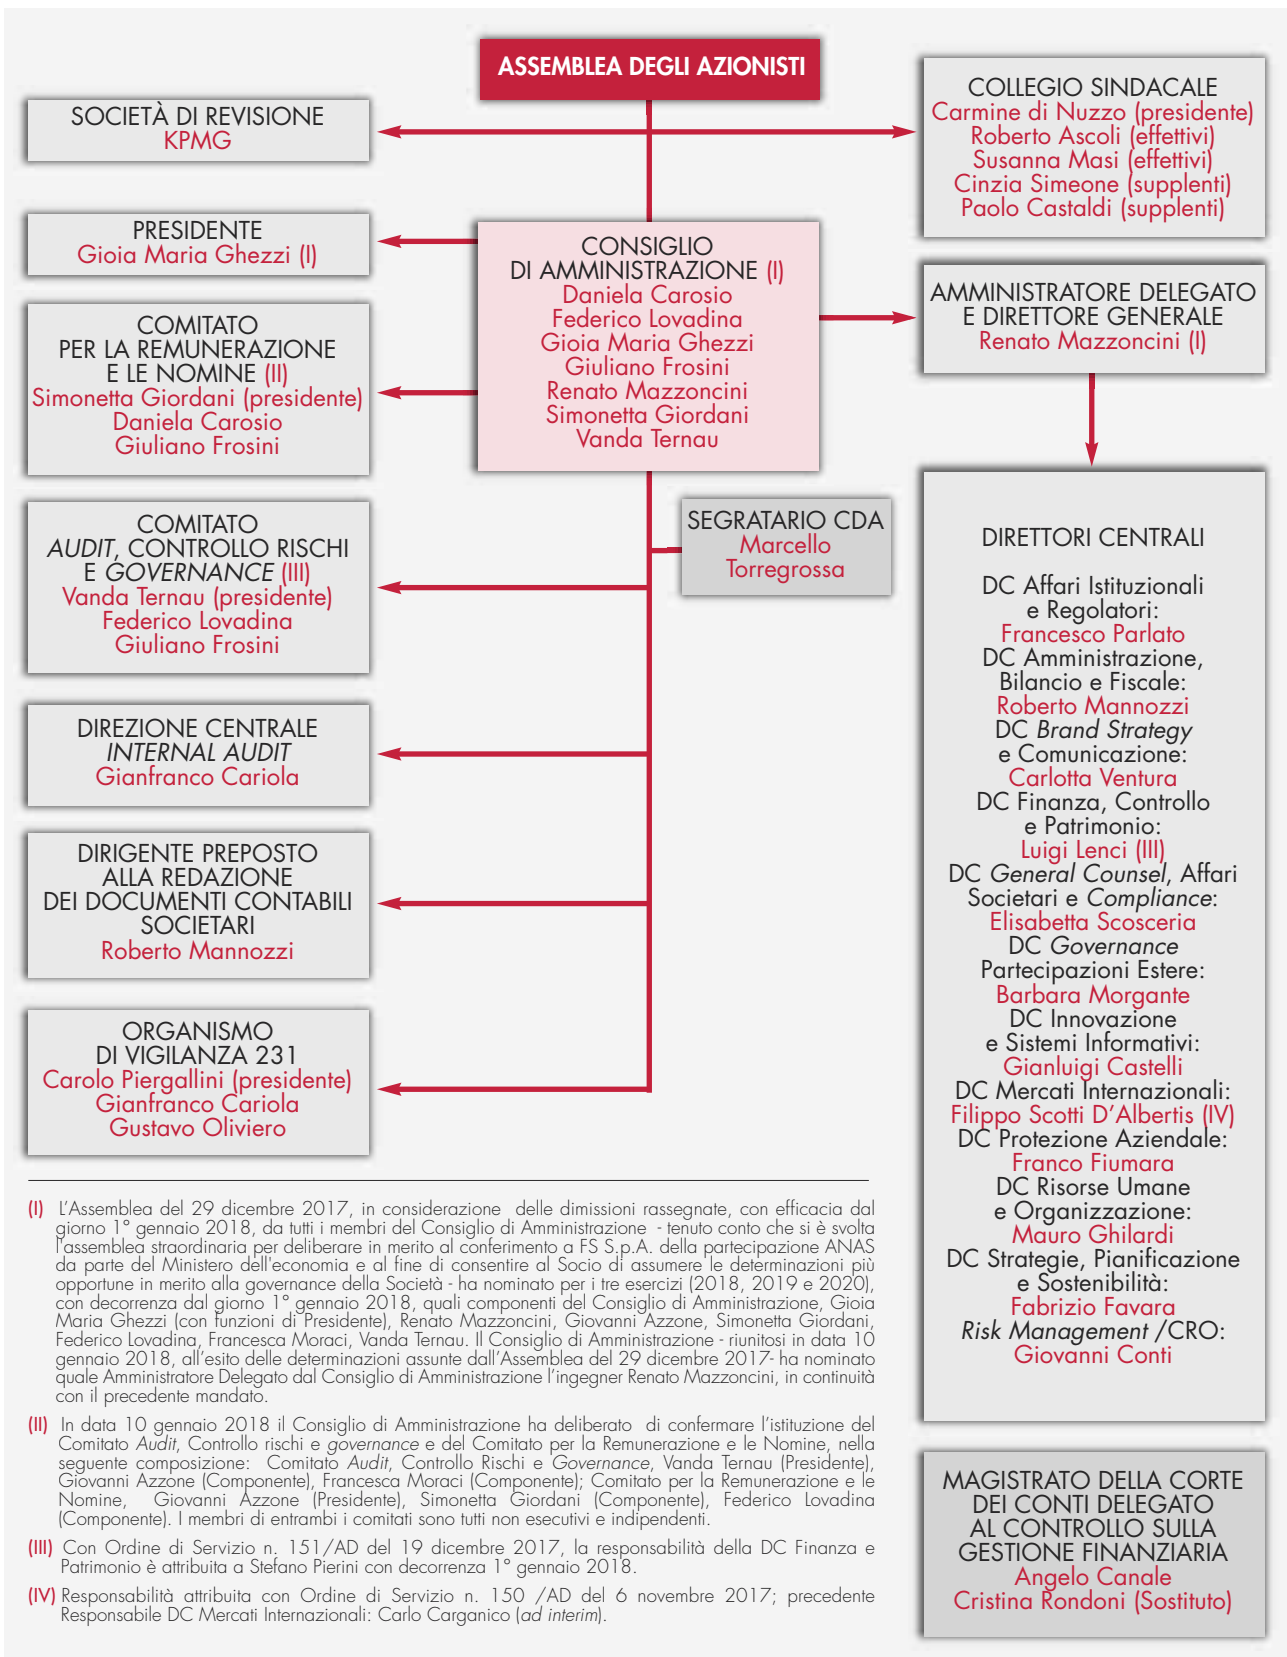 ASSEMBLEA DEGLI AZIONISTI
SOCIETÀ DI REVISIONE
KPMG
COLLEGIO SINDACALE
Carmine di Nuzzo (presidente)
Roberto Ascoli (effettivi)
Susanna Masi (effettivi)
Cinzia Simeone (supplenti)
Paolo Castaldi (supplenti)
PRESIDENTE
Gioia Maria Ghezzi (I)
CONSIGLIO
DI AMMINISTRAZIONE (I)
Daniela Carosio
Federico Lovadina
Gioia Maria Ghezzi
Giuliano Frosini
Renato Mazzoncini
Simonetta Giordani
Vanda Ternau
AMMINISTRATORE DELEGATO
E DIRETTORE GENERALE
Renato Mazzoncini (I)
COMITATO
PER LA REMUNERAZIONE
E LE NOMINE (II)
Simonetta Giordani (presidente)
Daniela Carosio
Giuliano Frosini
SEGRATARIO CDA
Marcello
Torregrossa
COMITATO
AUDIT, CONTROLLO RISCHI
E GOVERNANCE (III)
Vanda Ternau (presidente)
Federico Lovadina
Giuliano Frosini
DIREZIONE CENTRALE
INTERNAL AUDIT
Gianfranco Cariola
DIRIGENTE PREPOSTO
ALLA REDAZIONE
DEI DOCUMENTI CONTABILI
SOCIETARI
Roberto Mannozzi
ORGANISMO
DI VIGILANZA 231
Carolo Piergallini (presidente)
Gianfranco Cariola
Gustavo Oliviero
DIRETTORI CENTRALI
DC Affari Istituzionali
e Regolatori:
Francesco Parlato
DC Amministrazione,
Bilancio e Fiscale:
Roberto Mannozzi
DC Brand Strategy
e Comunicazione:
Carlotta Ventura
DC Finanza, Controllo
e Patrimonio:
Luigi Lenci (III)
DC General Counsel, Affari
Societari e Compliance:
Elisabetta Scosceria
DC Governance
Partecipazioni Estere:
Barbara Morgante
DC Innovazione
e Sistemi Informativi:
Gianluigi Castelli
DC Mercati Internazionali:
Filippo Scotti D'Albertis (IV)
DC Protezione Aziendale:
Franco Fiumara
DC Risorse Umane
e Organizzazione:
Mauro Ghilardi
DC Strategie, Pianificazione
e Sostenibilità:
Fabrizio Favara
Risk Management /CRO:
Giovanni Conti
MAGISTRATO DELLA CORTE
DEI CONTI DELEGATO
AL CONTROLLO SULLA
GESTIONE FINANZIARIA
Angelo Canale
Cristina Rondoni (Sostituto)
(I) L'Assemblea del 29 dicembre 2017, in considerazione delle dimissioni rassegnate, con efficacia dal
giorno 1° gennaio 2018, da tutti i membri del Consiglio di Amministrazione - tenuto conto che si è svolta
l'assemblea straordinaria per deliberare in merito al conferimento a FS S.p.A. della partecipazione ANAS
da parte del Ministero dell'economia e al fine di consentire al Socio di assumere le determinazioni più
opportune in merito alla governance della Società - ha nominato per i tre esercizi (2018, 2019 e 2020),
con decorrenza dal giorno 1° gennaio 2018, quali componenti del Consiglio di Amministrazione, Gioia
Maria Ghezzi (con funzioni di Presidente), Renato Mazzoncini, Giovanni Azzone, Simonetta Giordani,
Federico Lovadina, Francesca Moraci, Vanda Ternau. Il Consiglio di Amministrazione - riunitosi in data 10
gennaio 2018, all'esito delle determinazioni assunte dall'Assemblea del 29 dicembre 2017- ha nominato
quale Amministratore Delegato dal Consiglio di Amministrazione l'ingegner Renato Mazzoncini, in continuità
con il precedente mandato.
(II) In data 10 gennaio 2018 il Consiglio di Amministrazione ha deliberato di confermare l'istituzione del
Comitato Audit, Controllo rischi e governance e del Comitato per la Remunerazione e le Nomine, nella
seguente composizione: Comitato Audit, Controllo Rischi e Governance, Vanda Ternau (Presidente),
Giovanni Azzone (Componente), Francesca Moraci (Componente); Comitato per la Remunerazione e le
Nomine, Giovanni Azzone (Presidente), Simonetta Giordani (Componente), Federico Lovadina
(Componente). I membri di entrambi i comitati sono tutti non esecutivi e indipendenti.
(III) Con Ordine di Servizio n. 151/AD del 19 dicembre 2017, la responsabilità della DC Finanza e
Patrimonio è attribuita a Stefano Pierini con decorrenza 1° gennaio 2018.
(IV) Responsabilità attribuita con Ordine di Servizio n. 150 /AD del 6 novembre 2017; precedente
Responsabile DC Mercati Internazionali: Carlo Carganico (ad interim).